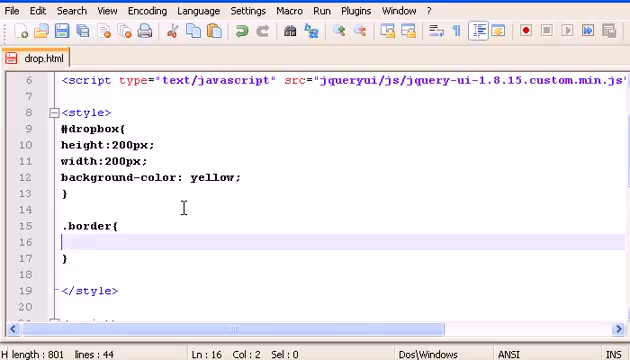 File Edit Search View Encoding Language Settings Macro Run Plugins Window ?
drop.html
6 <script type="text/javascript" src="jqueryui/js/jquery-ui-1.8.15.custom.min.js"
7
8 <style>
9 #dropbox{
10 height:200px;
11 width:200px;
12 background-color: yellow;
13 }
14
15 .border{
16
17 }
18
19 </style>
20
H length : 801 lines : 44 Ln : 16 Col : 2 Sel : 0 Dos\Windows ANSI INS